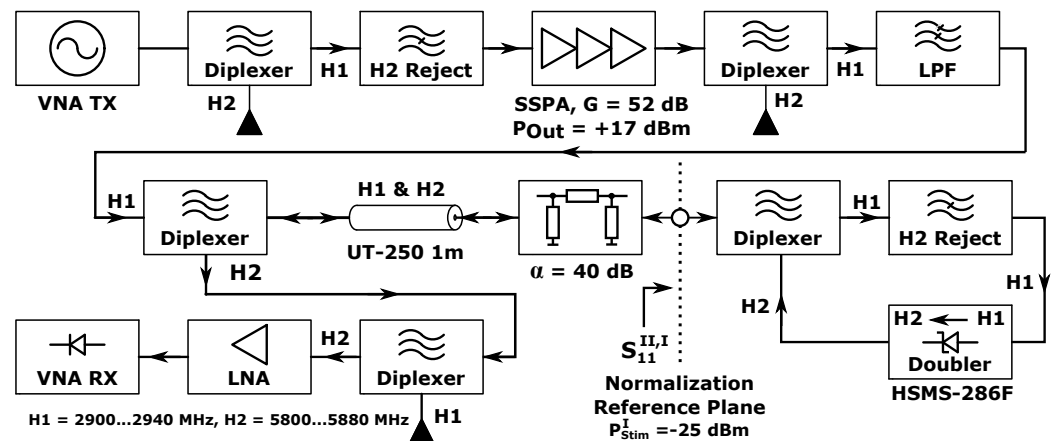 VNA TX
Diplexer
H2
H1
H2 Reject
SSPA, G = 52 dB
POut = +17 dBm
Diplexer
H2
H1
LPF
H1
Diplexer
H2
H1 & H2
UT-250 1m
α = 40 dB
Diplexer
H1
H2 Reject
H1
H2
H2 H1
Doubler
HSMS-286F
S11^II,I
Normalization
Reference Plane
P^I Stim =-25 dBm
VNA RX
LNA
H2
Diplexer
H1
H1 = 2900...2940 MHz, H2 = 5800...5880 MHz